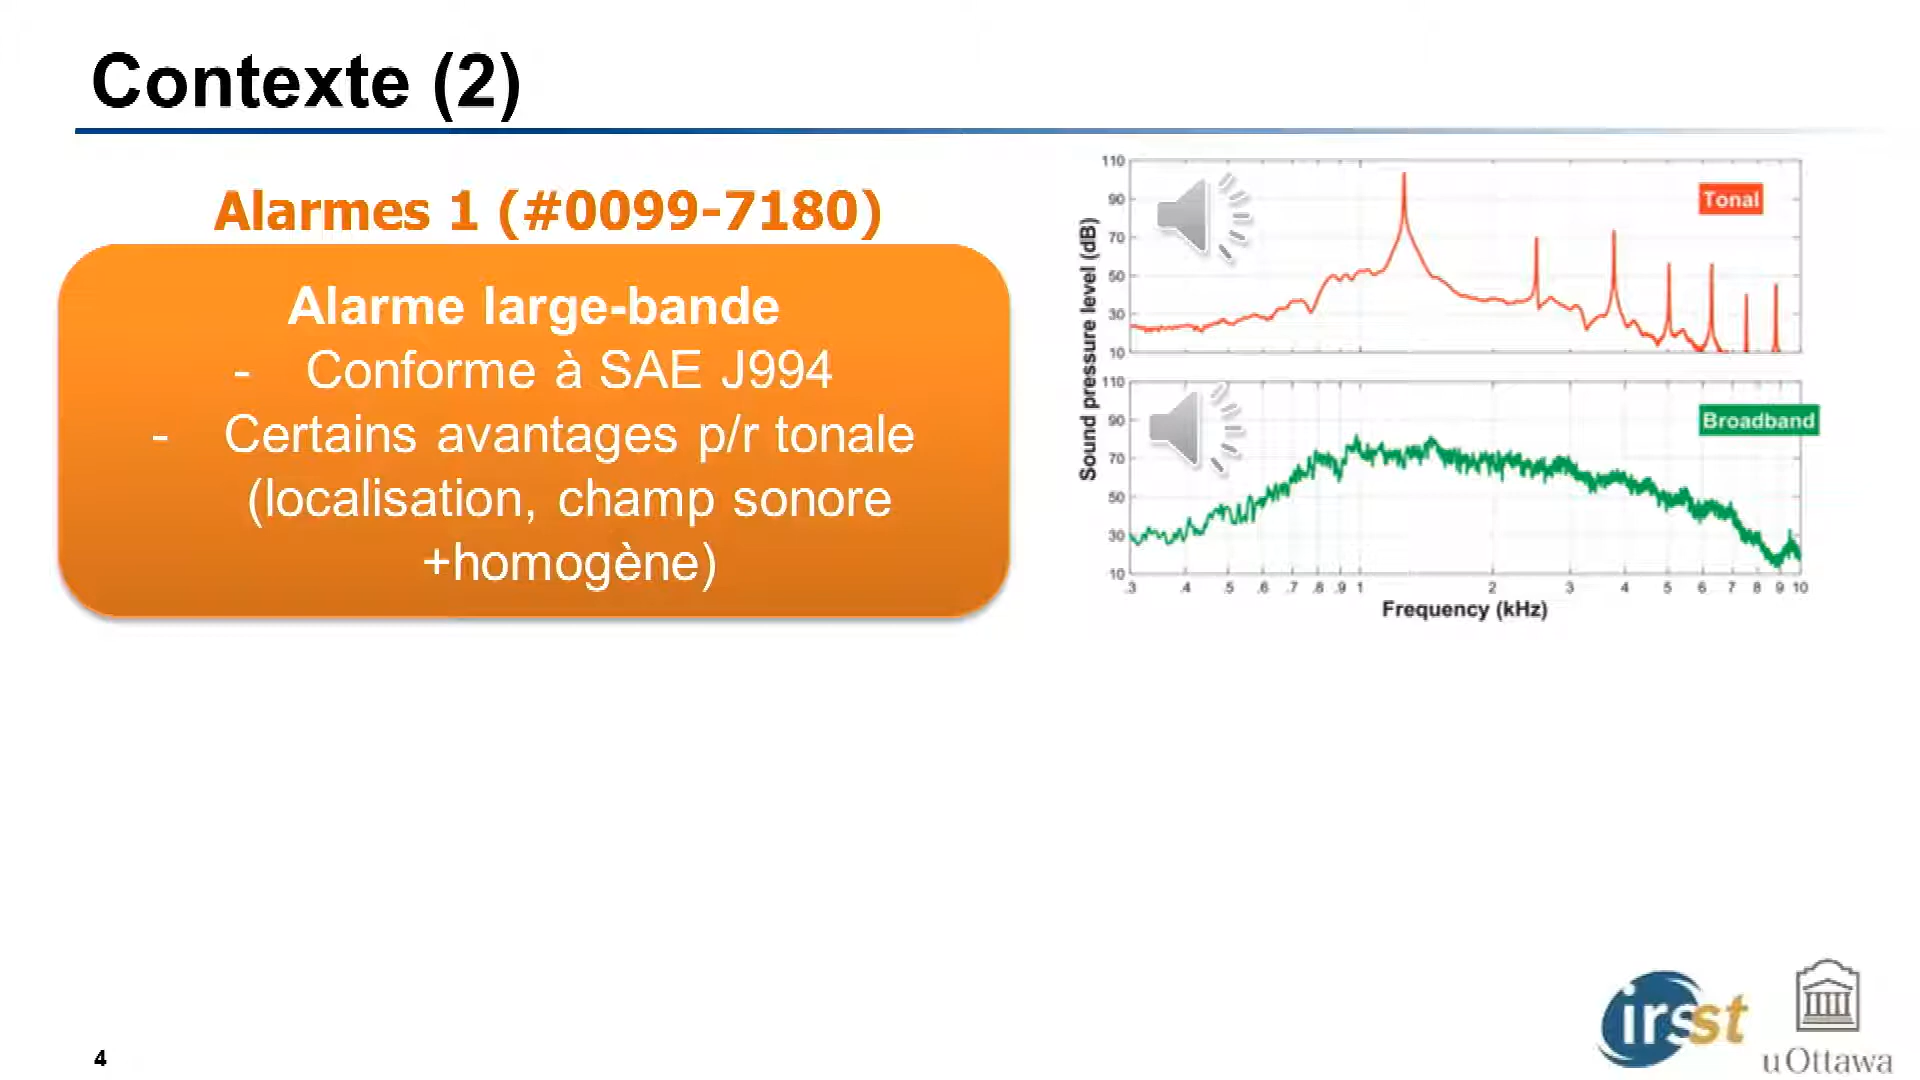 Contexte (2)
Alarmes 1 (#0099-7180)
Alarme large-bande
- Conforme à SAE J994
- Certains avantages p/r tonale
(localisation, champ sonore
+homogène)
Sound pressure level (dB)
110
90
70
50
30
10
Tonal
110
90
70
50
30
10
Broadband
.3 .4 .5 .6 .7 .8 .9 1 2 3 4 5 6 7 8 9 10
Frequency (kHz)
irsst
uOttawa
4